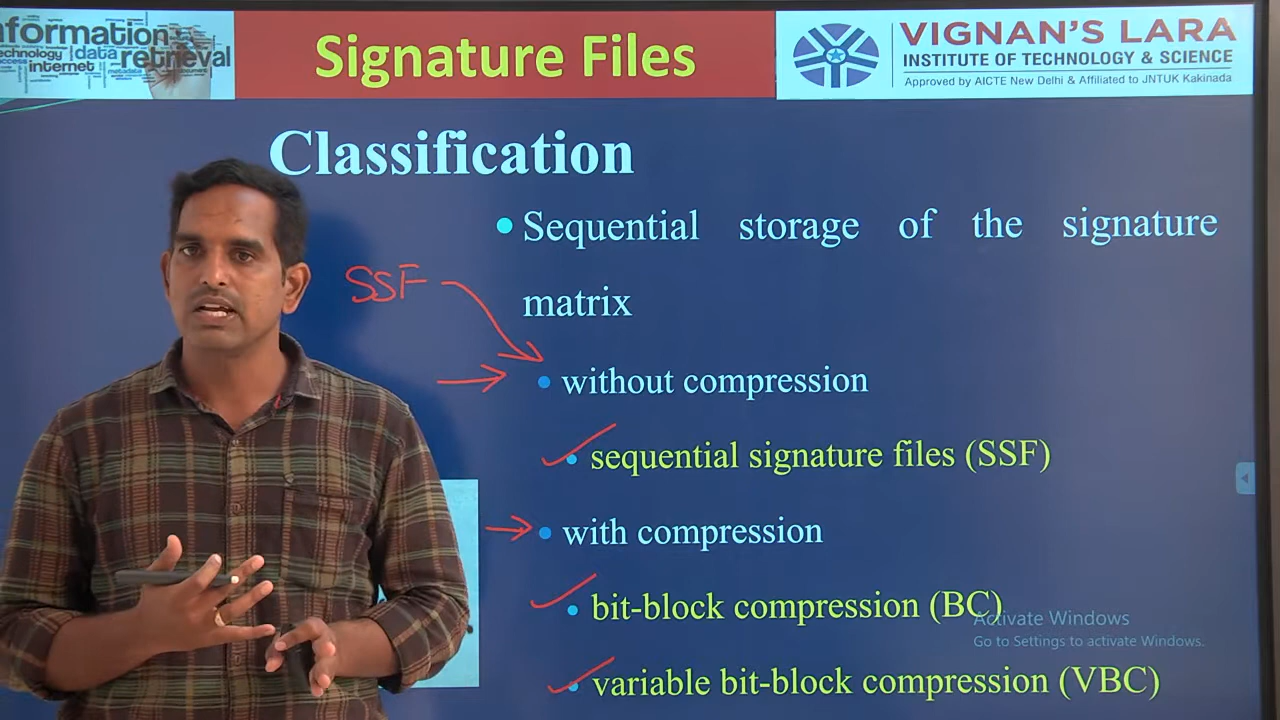 formation
technology data retrieval
internet
Signature Files
VIGNAN'S LARA
INSTITUTE OF TECHNOLOGY & SCIENCE
Approved by AICTE New Delhi & Affiliated to JNTUK Kakinada
Classification
• Sequential storage of the signature
matrix
SSF
• without compression
• sequential signature files (SSF)
• with compression
• bit-block compression (BC)
Activate Windows
Go to Settings to activate Windows.
• variable bit-block compression (VBC)